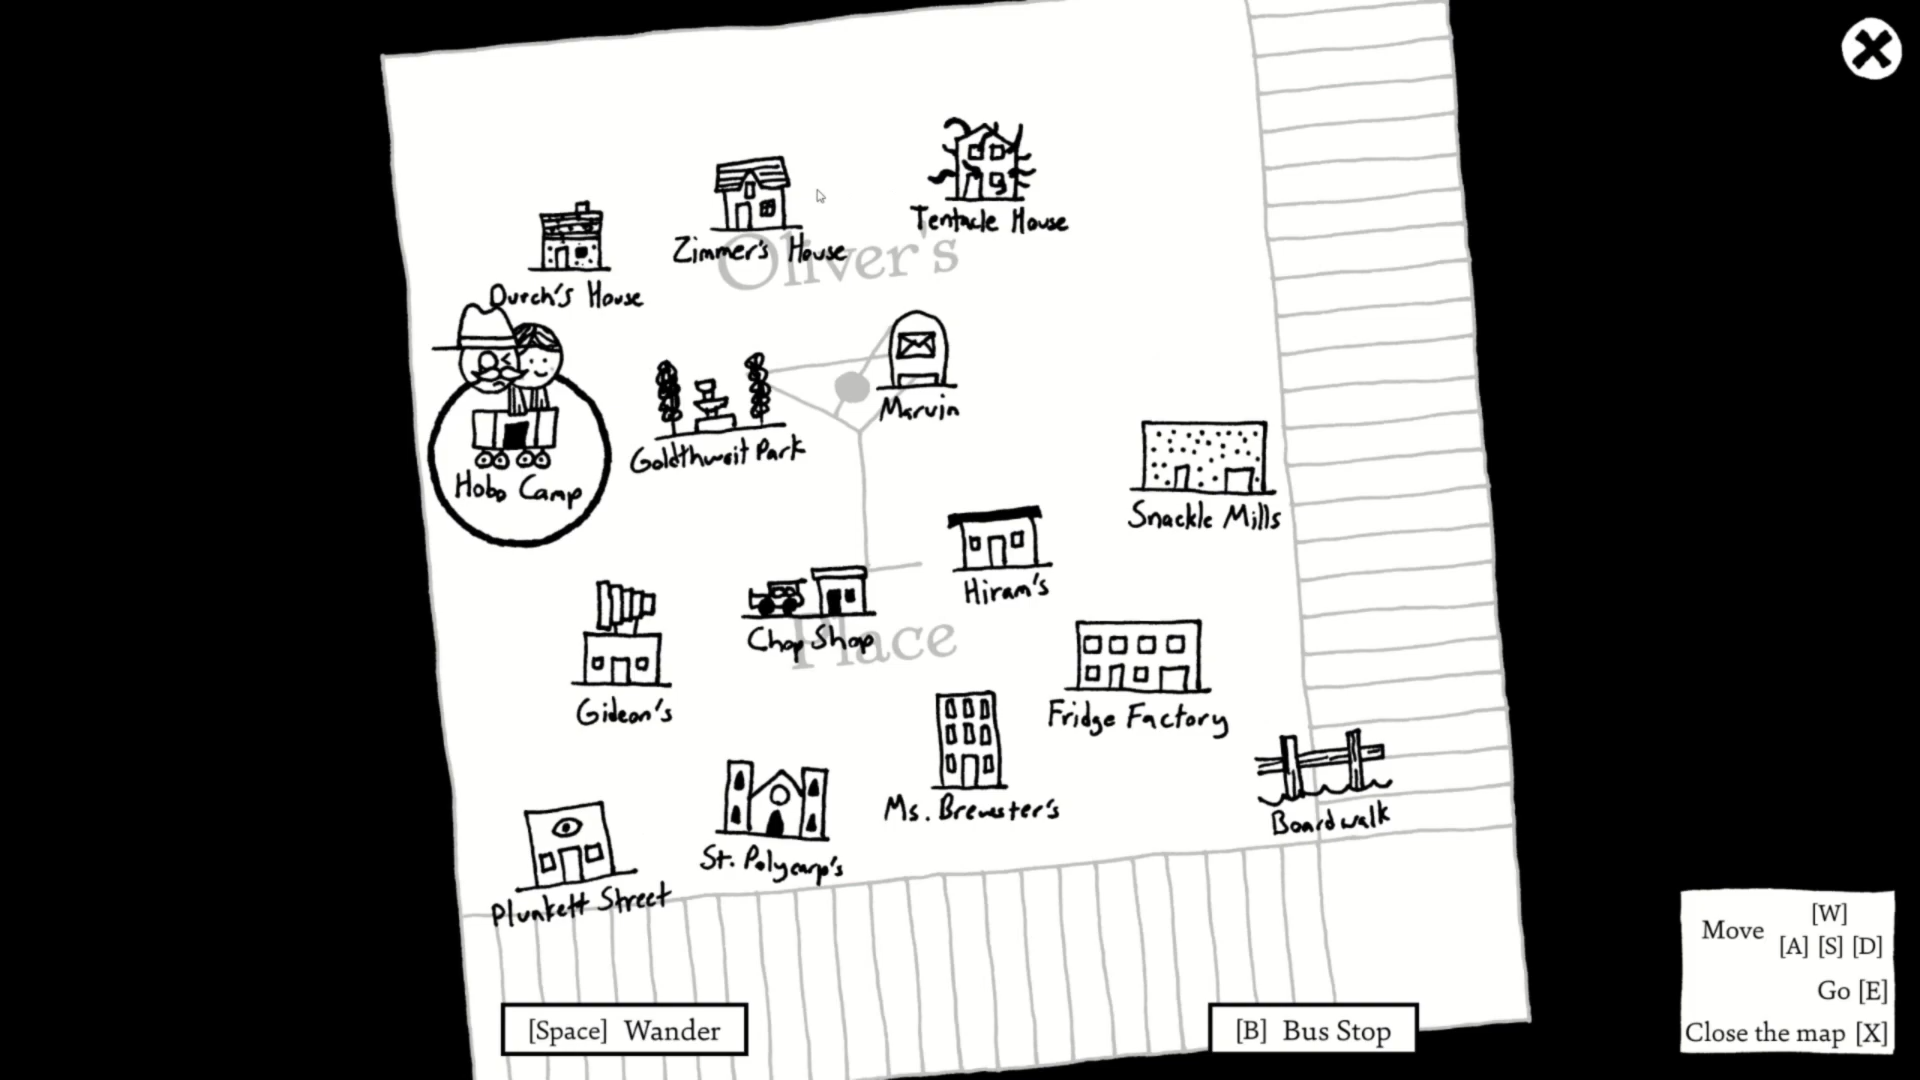 Tentacle House
Zimmer's House
Oliver's
Durch's House
Marvin
Goldthwait Park
Hobo Camp
Snackle Mills
Hiram's
Chop Shop
Place
Gideon's
Fridge Factory
Ms. Brewster's
Boardwalk
St. Polycarp's
Plunkett Street
[Space] Wander
[B] Bus Stop
Move [W]
[A] [S] [D]
Go [E]
Close the map [X]